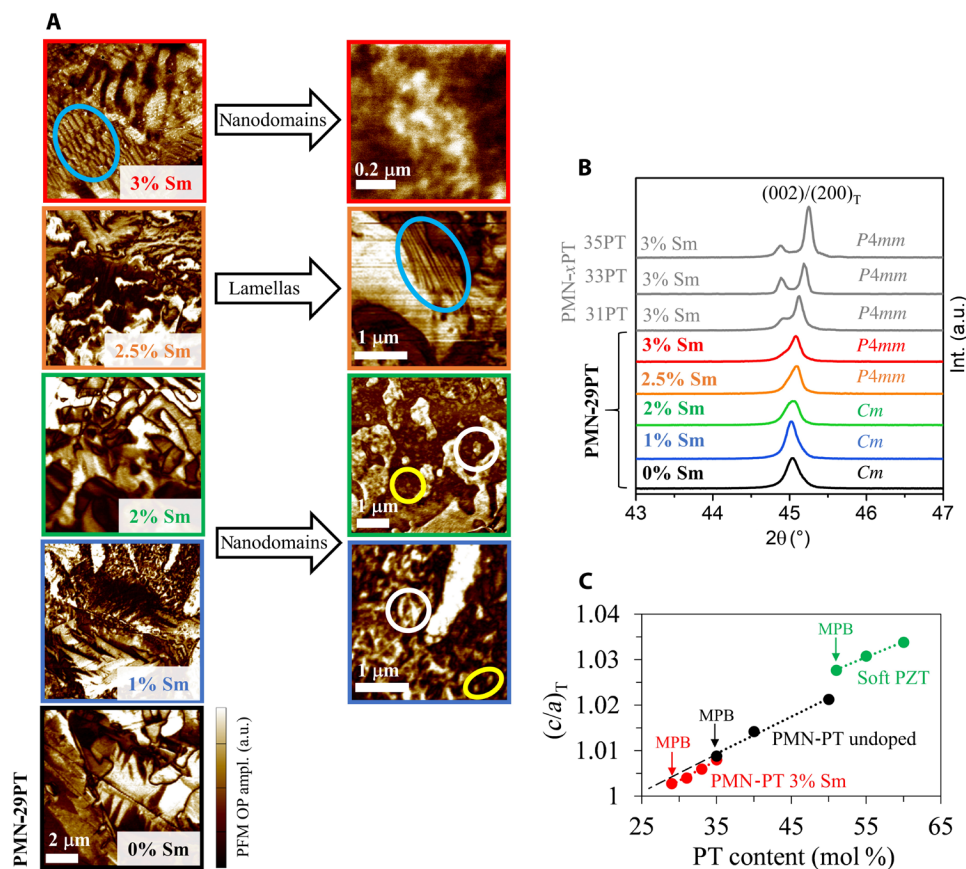 A
3% Sm
Nanodomains
0.2 μm
2.5% Sm
Lamellas
1 μm
2% Sm
1 μm
Nanodomains
1% Sm
1 μm
PMN-29PT
2 μm
0% Sm
PFM OP ampl. (a.u.)
B
(002)/(200)T
PMN-xPT
35PT 3% Sm P4mm
33PT 3% Sm P4mm
31PT 3% Sm P4mm
PMN-29PT
3% Sm P4mm
2.5% Sm P4mm
2% Sm Cm
1% Sm Cm
0% Sm Cm
Int. (a.u.)
43 44 45 46 47
2θ (°)
C
(c/a)T
1.04
1.03
1.02
1.01
1
MPB
Soft PZT
MPB
PMN-PT undoped
MPB
PMN-PT 3% Sm
25 35 45 55 65
PT content (mol %)